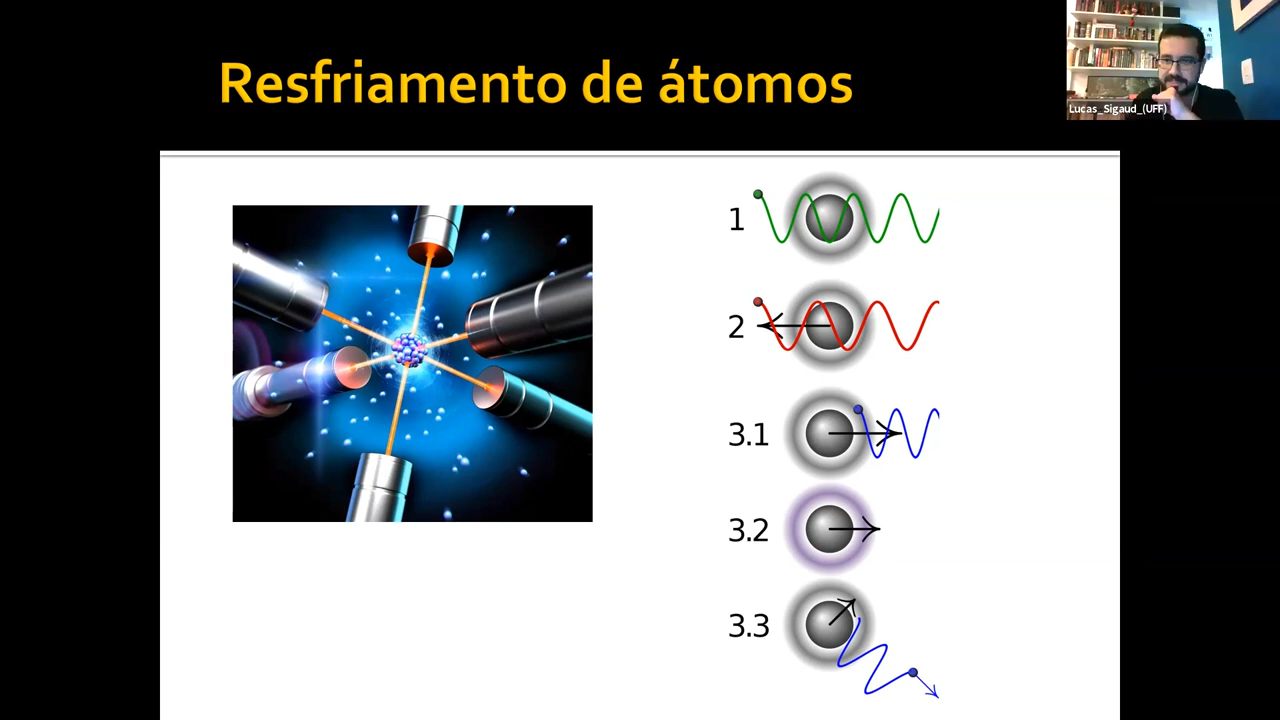 Resfriamento de átomos
Lucas_Sigaud_(UFF)
1
2
3.1
3.2
3.3